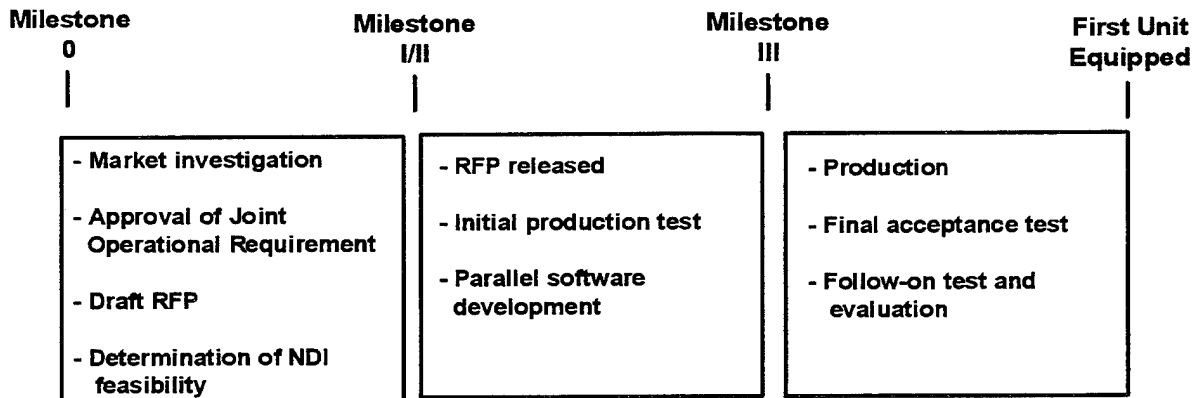 Milestone
0
Milestone
I/II
Milestone
III
First Unit
Equipped
- Market investigation
- Approval of Joint
Operational Requirement
- Draft RFP
- Determination of NDI
feasibility
- RFP released
- Initial production test
- Parallel software
development
- Production
- Final acceptance test
- Follow-on test and
evaluation